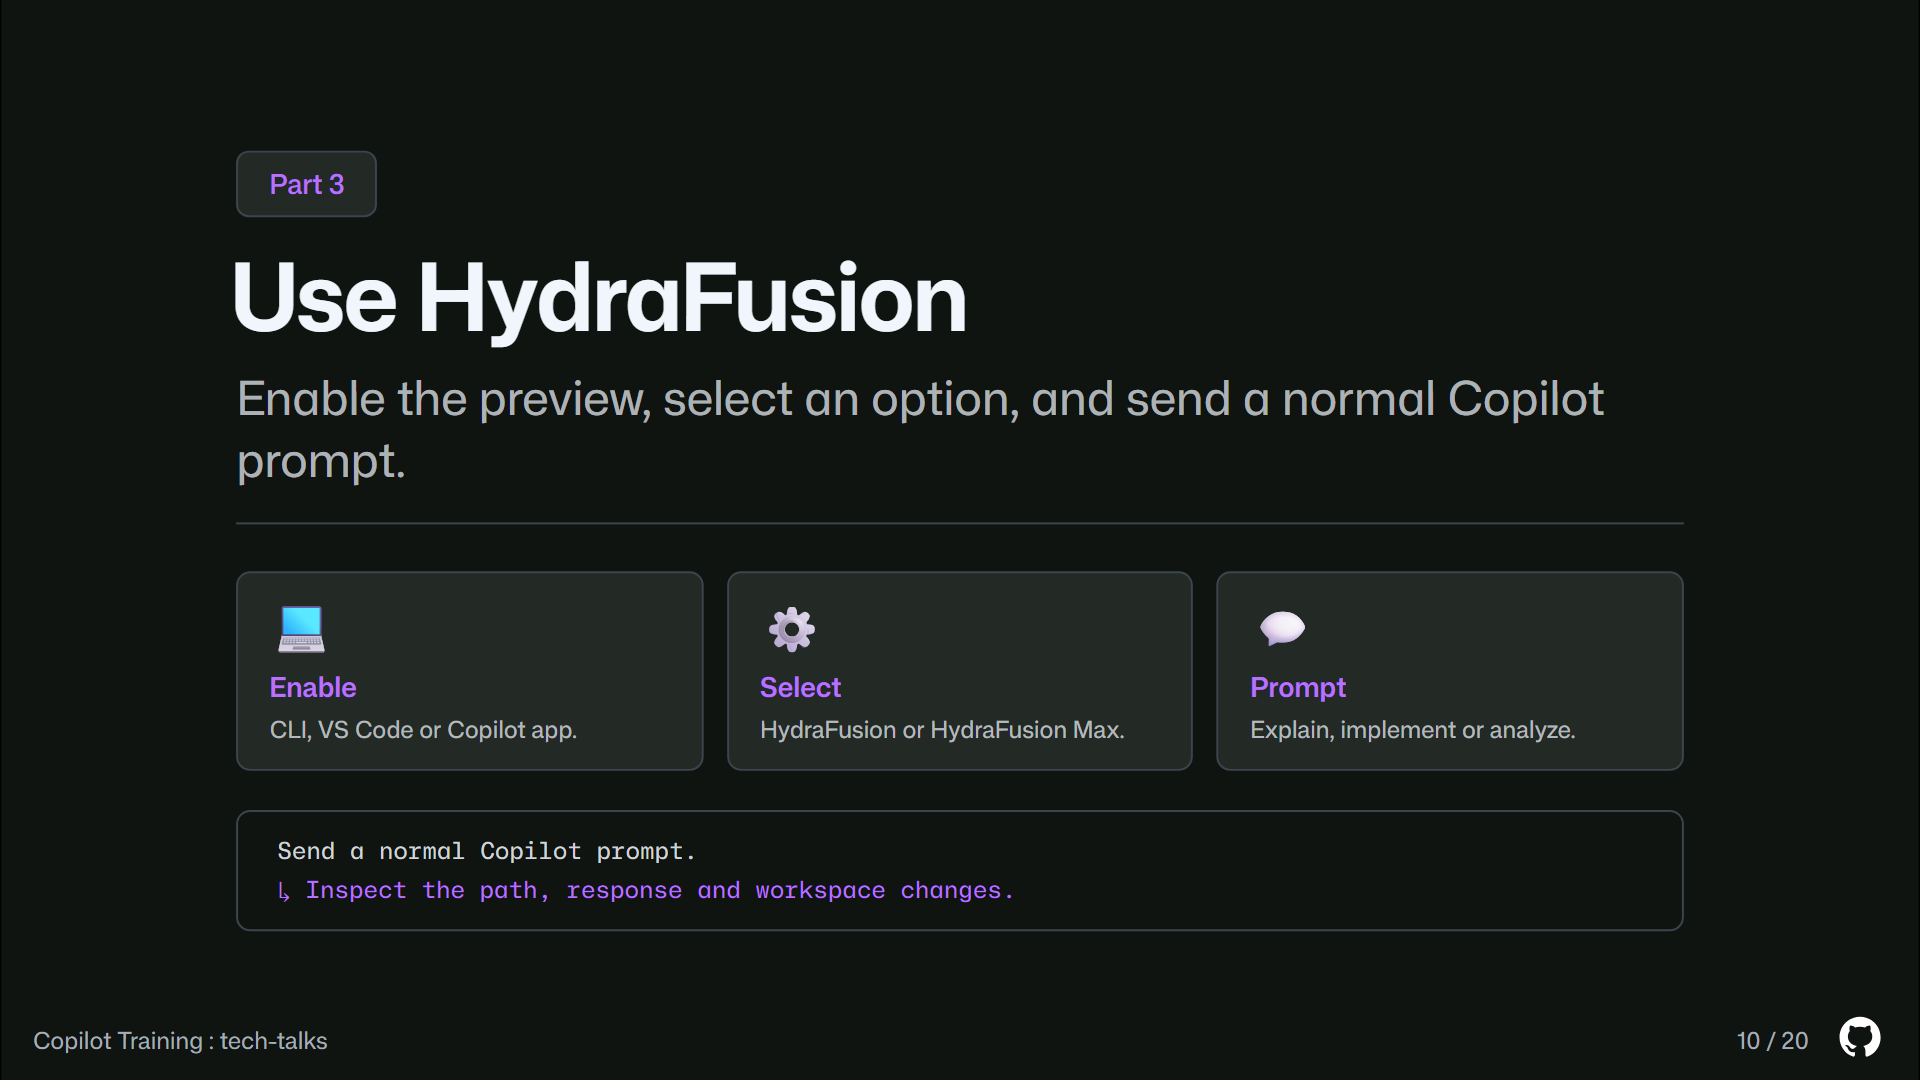 Part 3
Use HydraFusion
Enable the preview, select an option, and send a normal Copilot
prompt.
Enable
CLI, VS Code or Copilot app.
Select
HydraFusion or HydraFusion Max.
Prompt
Explain, implement or analyze.
Send a normal Copilot prompt.
↳ Inspect the path, response and workspace changes.
Copilot Training : tech-talks
10 / 20